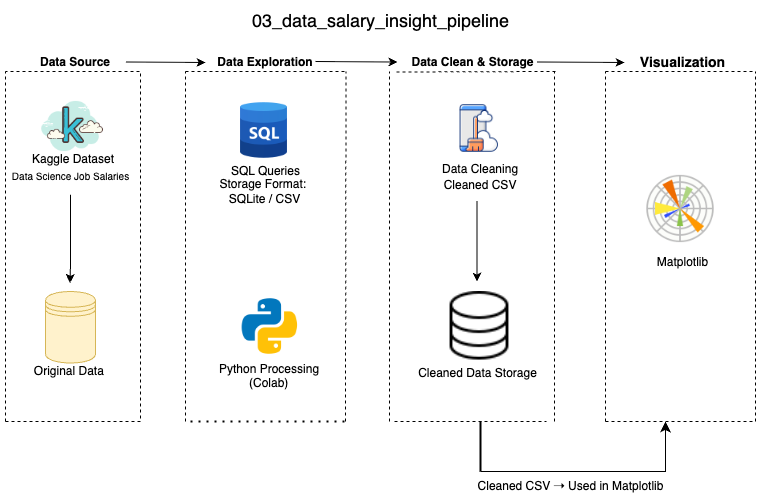 03_data_salary_insight_pipeline
Data Source
Data Exploration
Data Clean & Storage
Visualization
k
Kaggle Dataset
Data Science Job Salaries
Original Data
SQL
SQL Queries
Storage Format:
SQLite / CSV
Python Processing
(Colab)
Data Cleaning
Cleaned CSV
Cleaned Data Storage
Matplotlib
Cleaned CSV → Used in Matplotlib